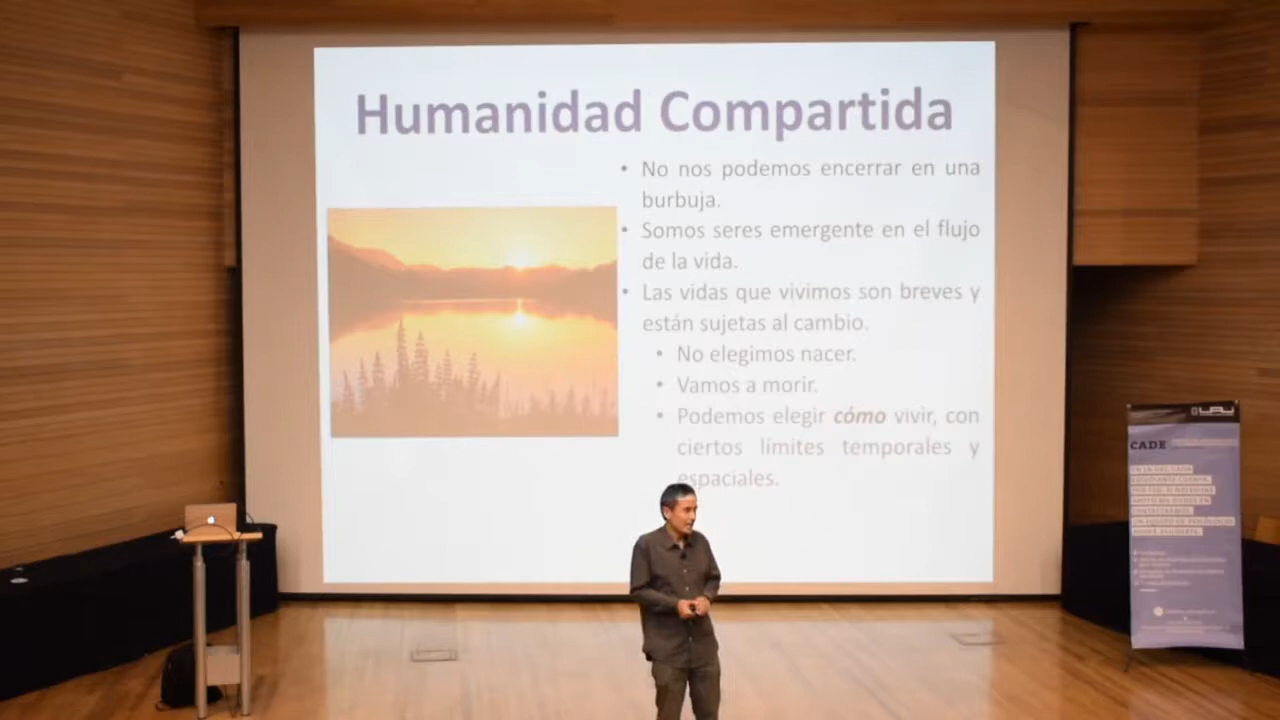 Humanidad Compartida
• No nos podemos encerrar en una
burbuja.
• Somos seres emergente en el flujo
de la vida.
• Las vidas que vivimos son breves y
están sujetas al cambio.
• No elegimos nacer.
• Vamos a morir.
• Podemos elegir cómo vivir, con
ciertos límites temporales y
espaciales.
CADE